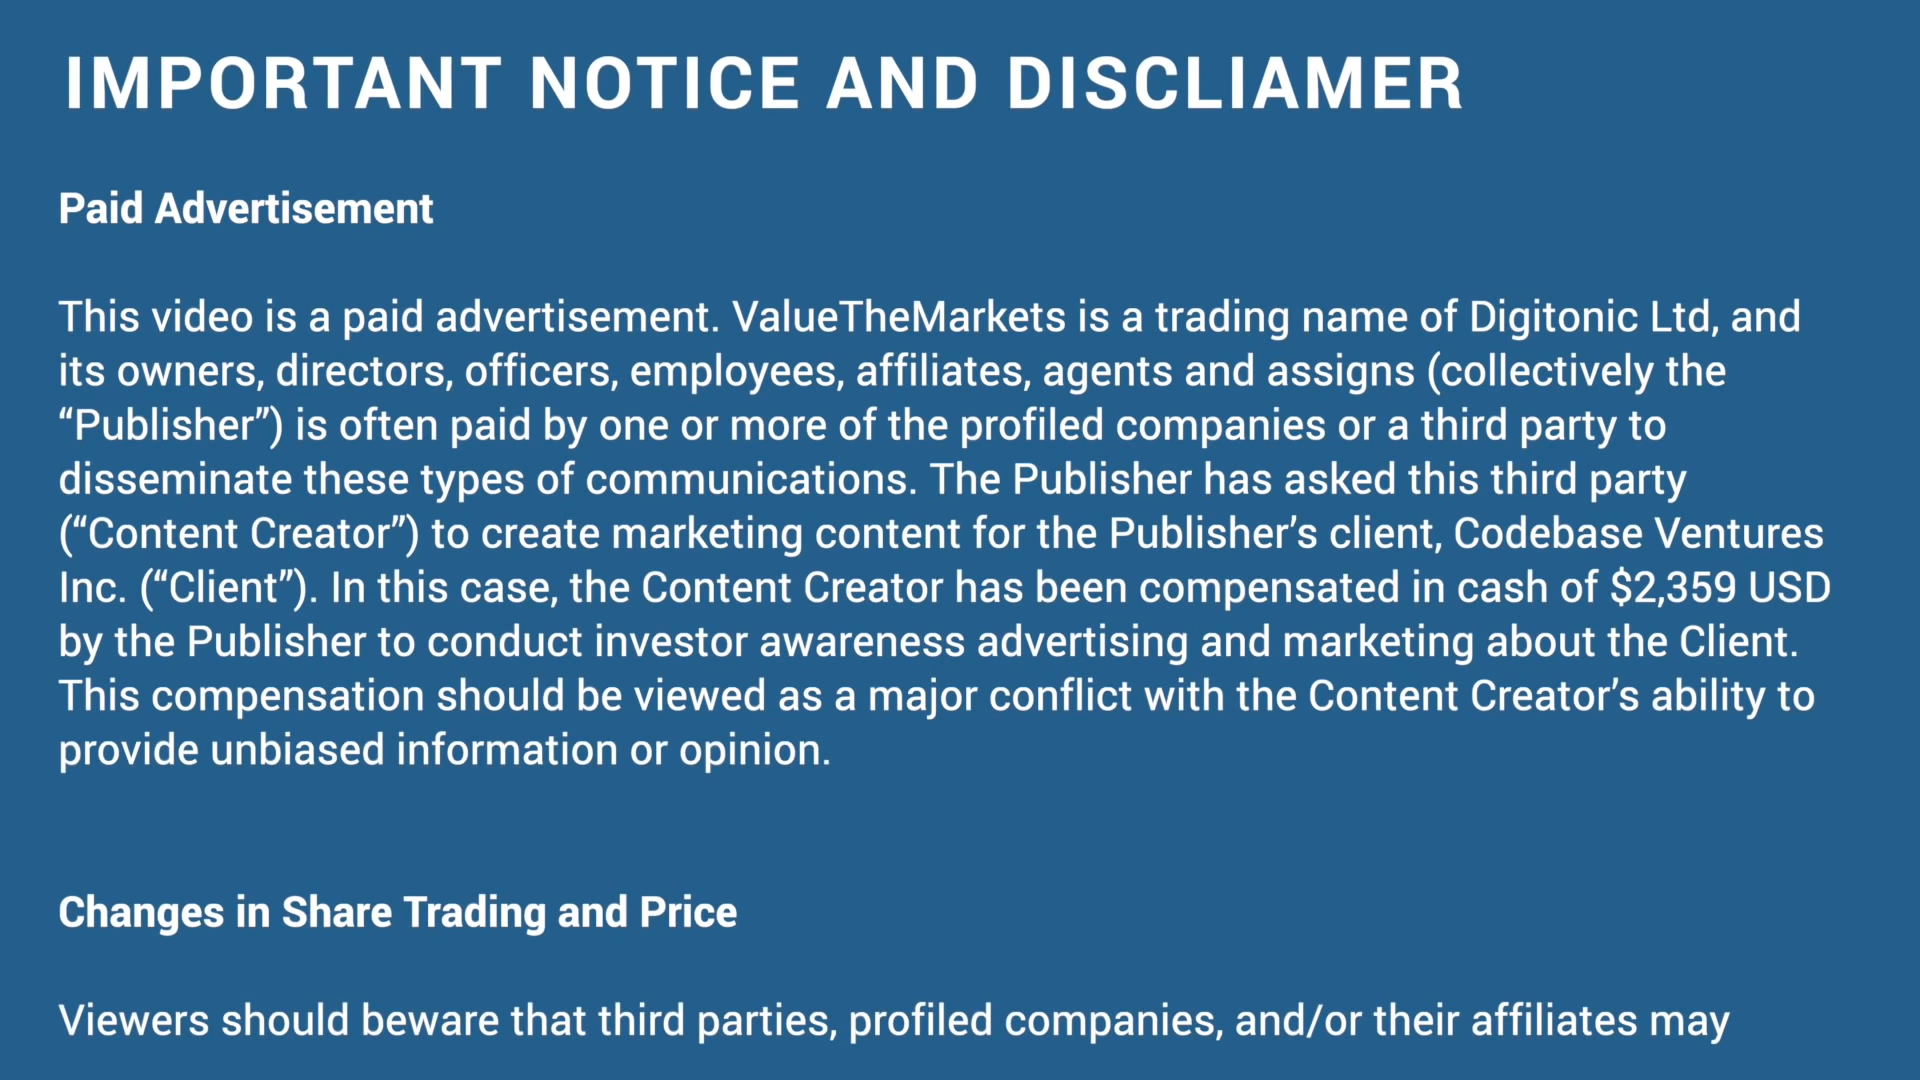 IMPORTANT NOTICE AND DISCLIAMER
Paid Advertisement
This video is a paid advertisement. ValueTheMarkets is a trading name of Digitonic Ltd, and
its owners, directors, officers, employees, affiliates, agents and assigns (collectively the
“Publisher”) is often paid by one or more of the profiled companies or a third party to
disseminate these types of communications. The Publisher has asked this third party
(“Content Creator”) to create marketing content for the Publisher’s client, Codebase Ventures
Inc. (“Client”). In this case, the Content Creator has been compensated in cash of $2,359 USD
by the Publisher to conduct investor awareness advertising and marketing about the Client.
This compensation should be viewed as a major conflict with the Content Creator’s ability to
provide unbiased information or opinion.
Changes in Share Trading and Price
Viewers should beware that third parties, profiled companies, and/or their affiliates may